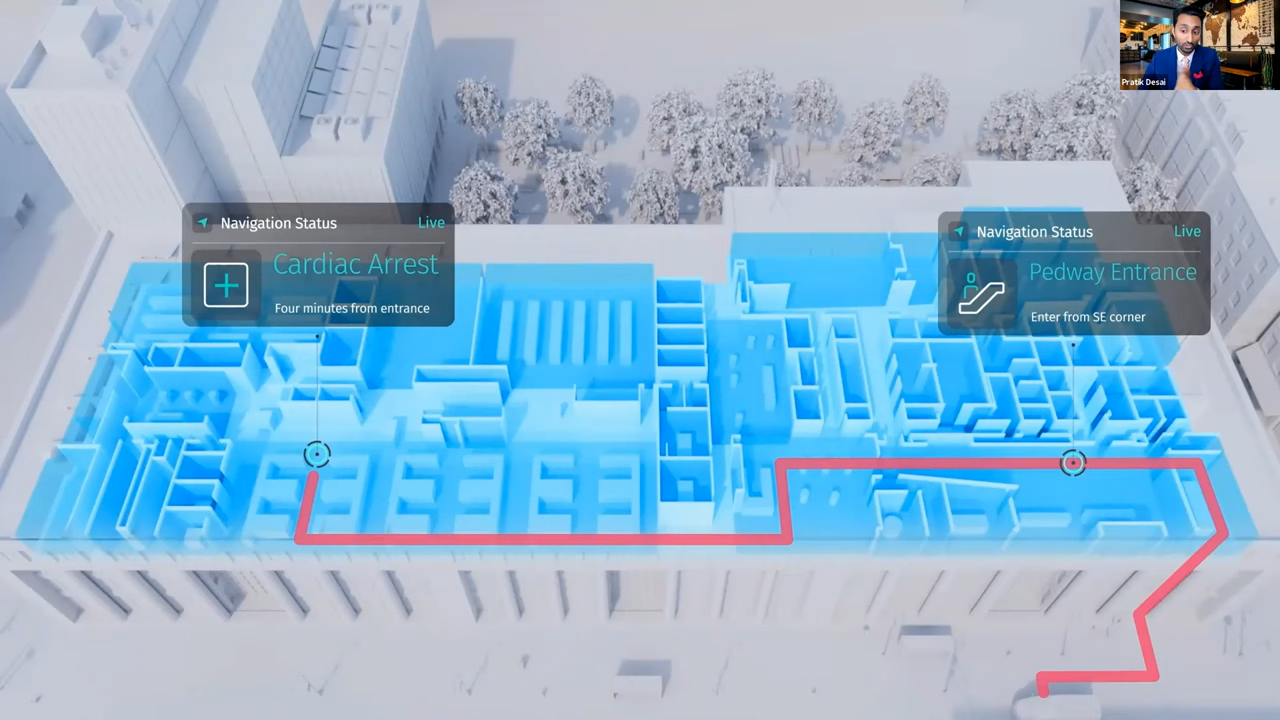 Pratik Desai
Navigation Status
Live
Cardiac Arrest
Four minutes from entrance
Navigation Status
Live
Pedway Entrance
Enter from SE corner